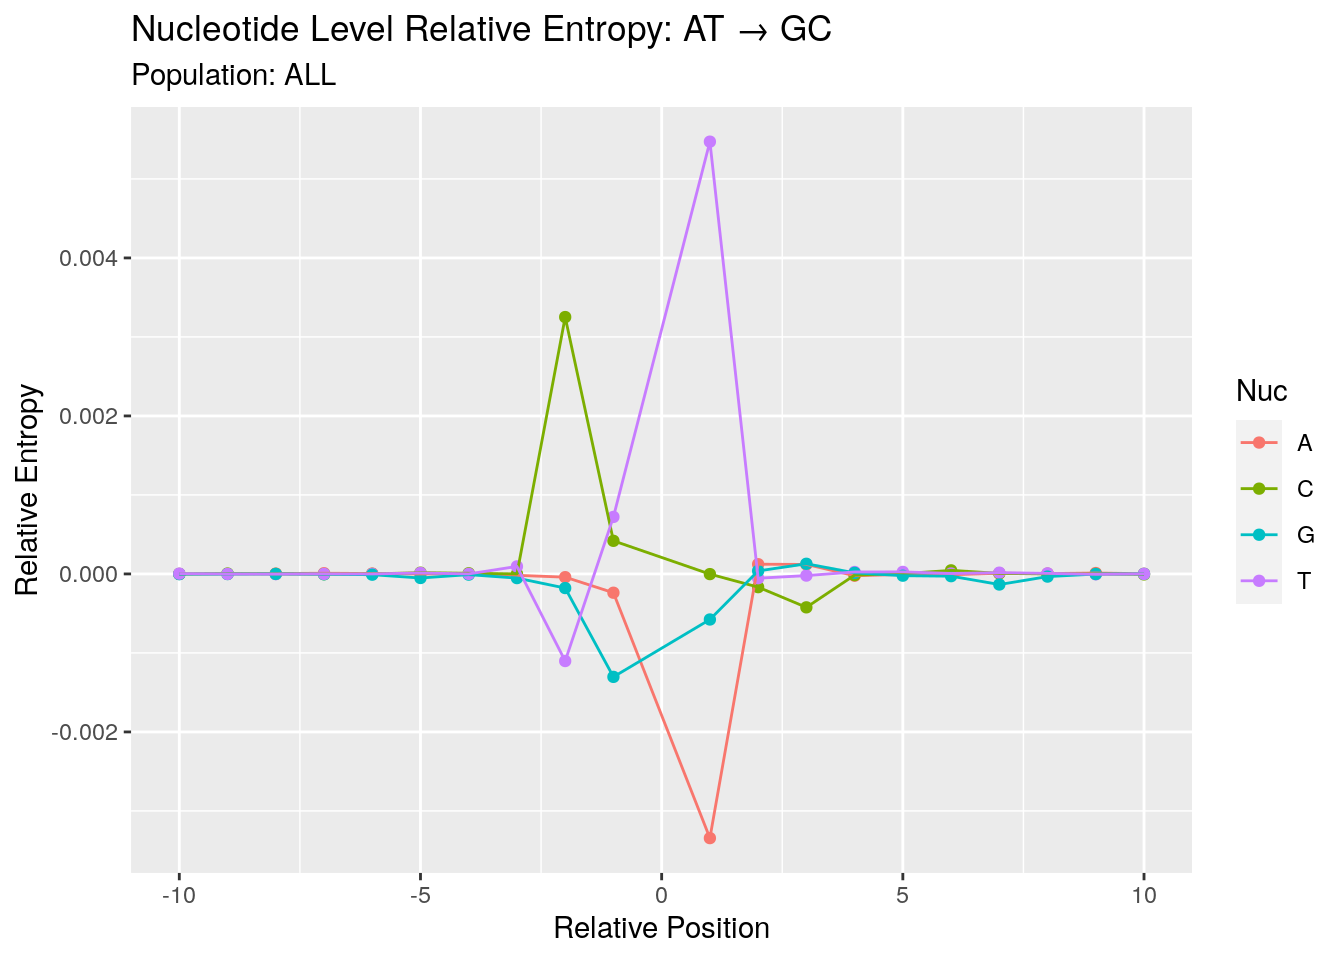 Nucleotide Level Relative Entropy: AT → GC
Population: ALL
Relative Entropy
0.004
0.002
0.000
-0.002
-10
-5
0
5
10
Relative Position
Nuc
A
C
G
T